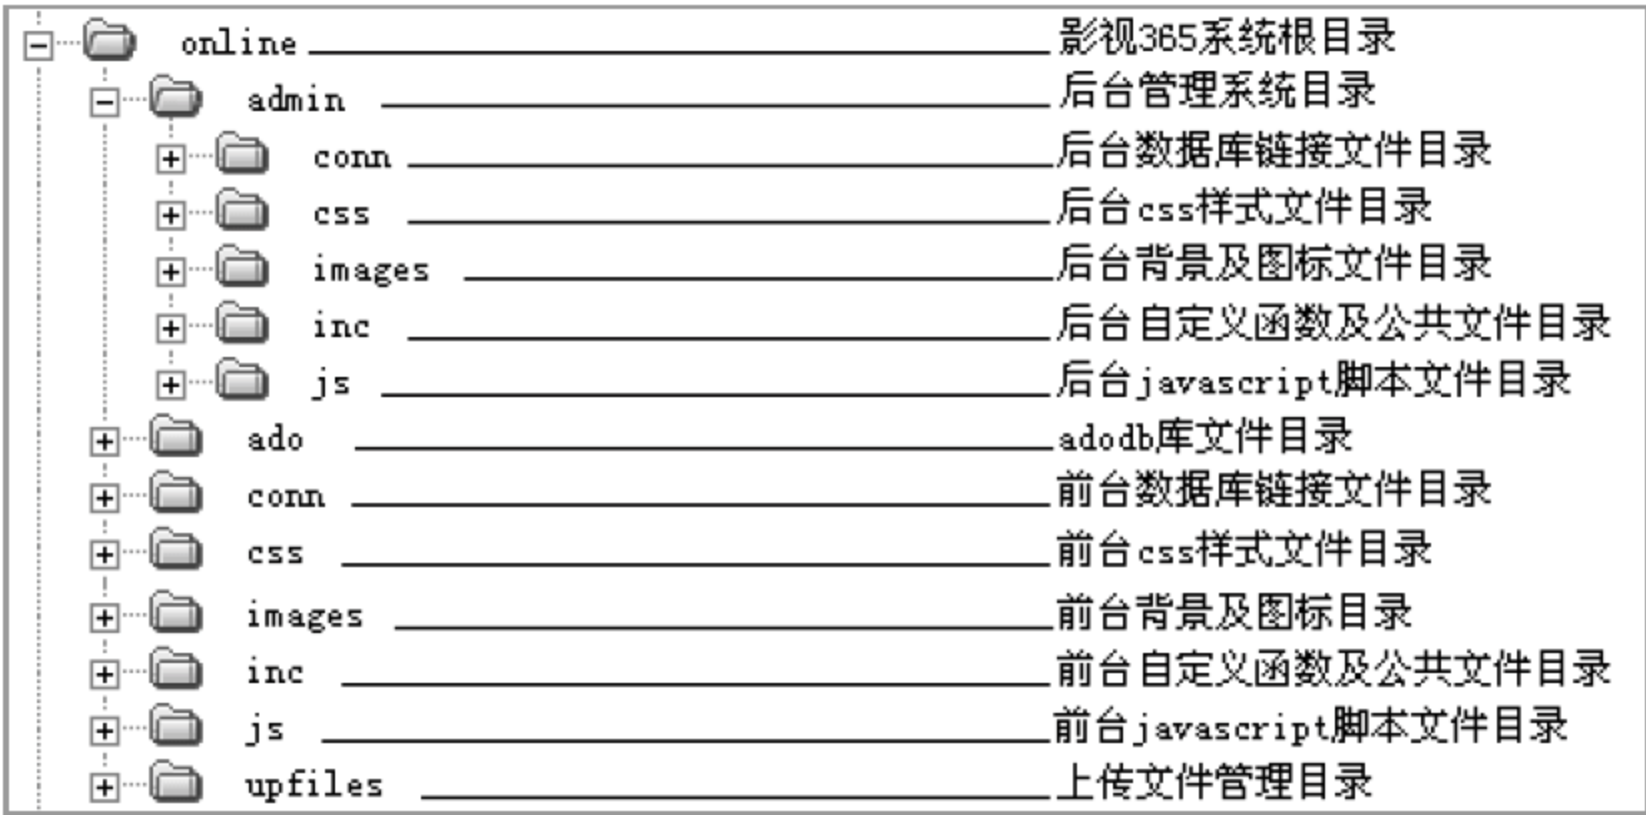 online 影视365系统根目录
admin 后台管理系统目录
conn 后台数据库链接文件目录
css 后台css样式文件目录
images 后台背景及图标文件目录
inc 后台自定义函数及公共文件目录
js 后台javascript脚本文件目录
ado adodb库文件目录
conn 前台数据库链接文件目录
css 前台css样式文件目录
images 前台背景及图标目录
inc 前台自定义函数及公共文件目录
js 前台javascript脚本文件目录
upfiles 上传文件管理目录